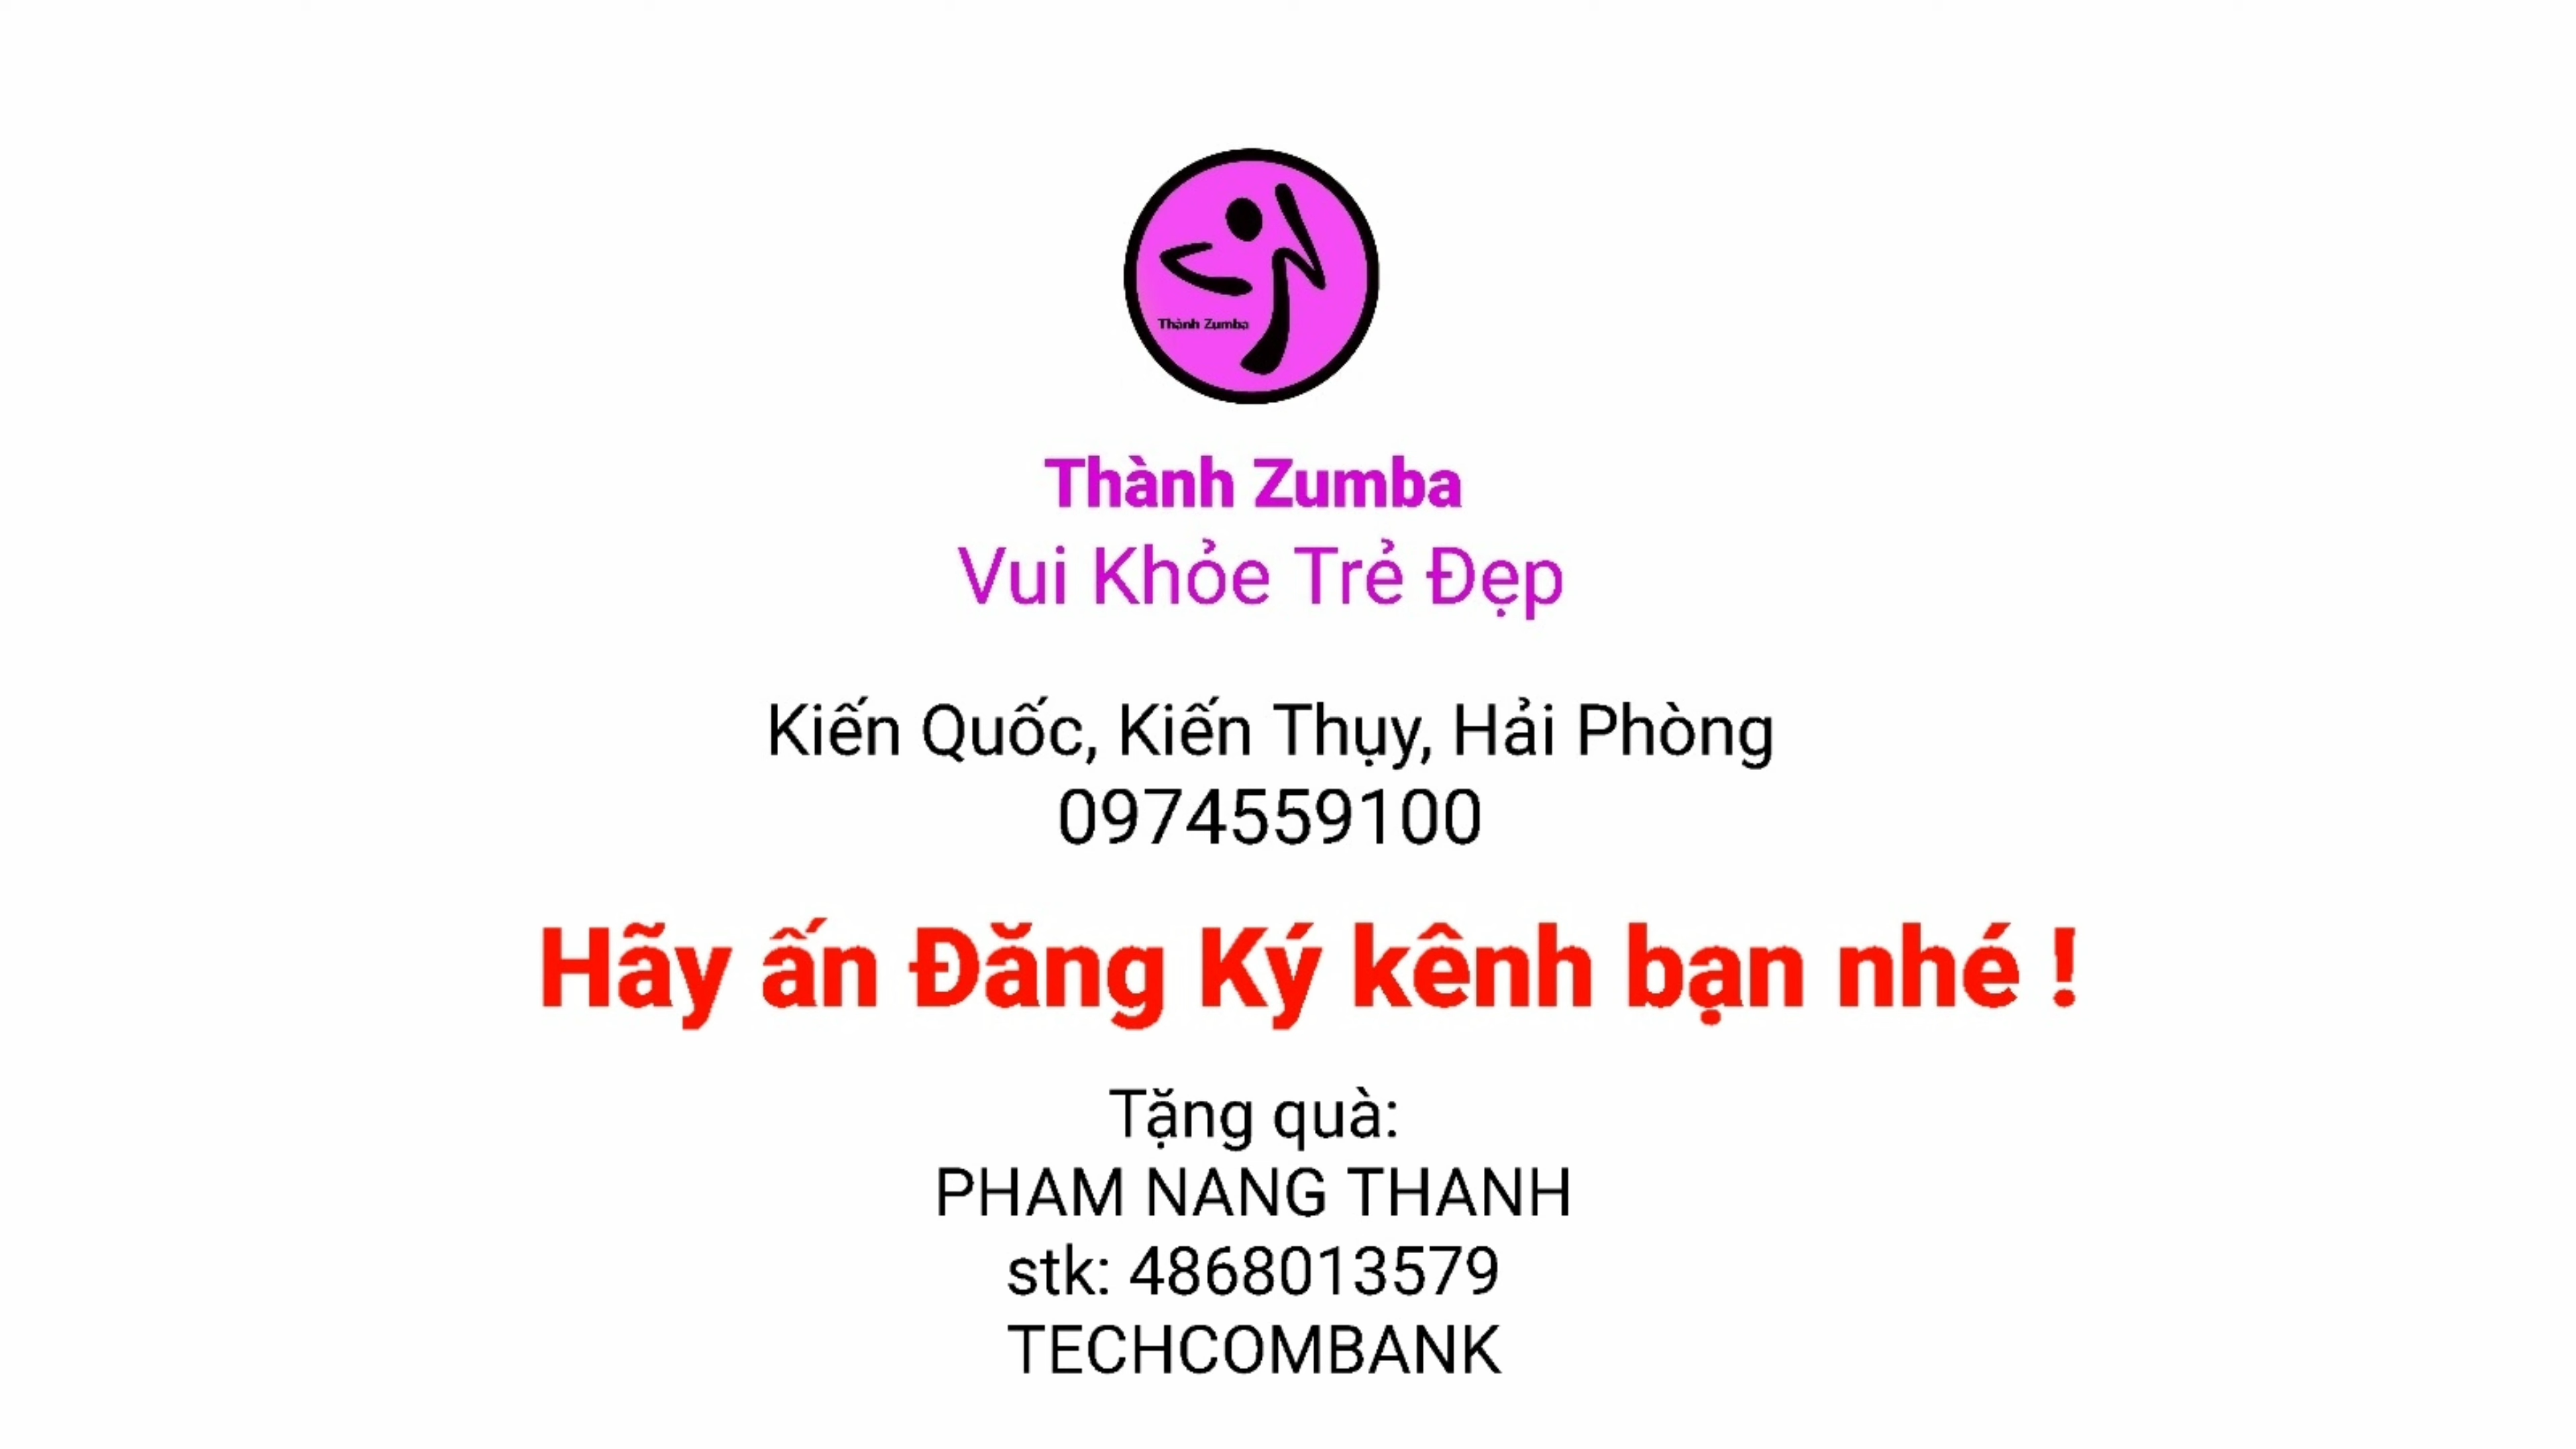 Thành Zumba
Thành Zumba
Vui Khỏe Trẻ Đẹp
Kiến Quốc, Kiến Thụy, Hải Phòng
0974559100
Hãy ấn Đăng Ký kênh bạn nhé !
Tặng quà:
PHAM NANG THANH
stk: 4868013579
TECHCOMBANK